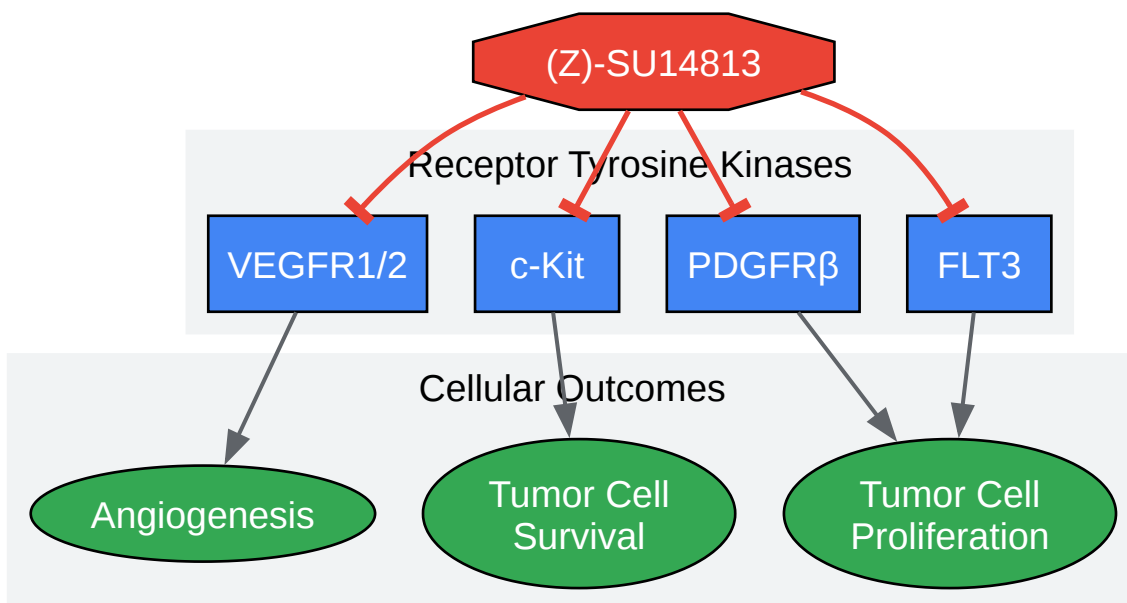 (Z)-SU14813
Receptor Tyrosine Kinases
VEGFR1/2
c-Kit
PDGFRβ
FLT3
Cellular Outcomes
Angiogenesis
Tumor Cell
Survival
Tumor Cell
Proliferation